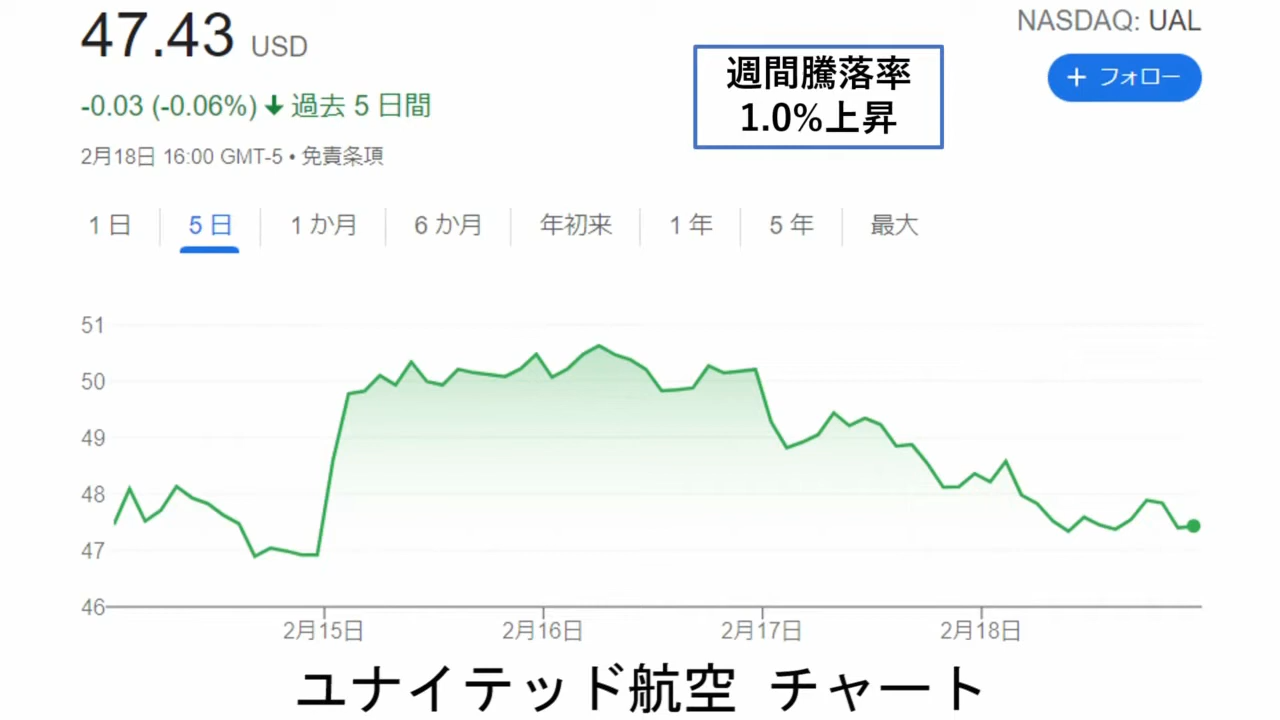 47.43 USD
NASDAQ: UAL
-0.03 (-0.06%) ↓ 過去 5 日間
週間騰落率
1.0%上昇
+ フォロー
2月18日 16:00 GMT-5 • 免責条項
1 日 5 日 1 か月 6 か月 年初来 1 年 5 年 最大
51
50
49
48
47
46
2月15日 2月16日 2月17日 2月18日
ユナイテッド航空 チャート